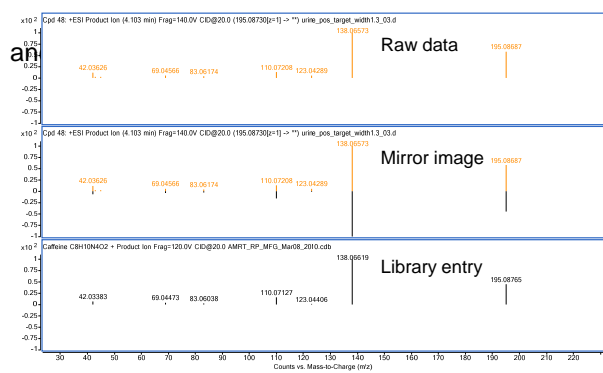 an
x10 2 Cpd 48: +ESI Product Ion (4.103 min) Frag=140.0V CID@20.0 (195.08730[z=1] -> **) urine_pos_target_width1.3_03.d
1
0.75
0.5
0.25
0
-0.25
-0.5
-0.75
-1
42.03626 69.04566 83.06174 110.07208 123.04289 138.06573 195.08687
Raw data
x10 2 Cpd 48: +ESI Product Ion (4.103 min) Frag=140.0V CID@20.0 (195.08730[z=1] -> **) urine_pos_target_width1.3_03.d
1
0.75
0.5
0.25
0
-0.25
-0.5
-0.75
-1
42.03626 69.04566 83.06174 110.07208 123.04289 138.06573 195.08687
Mirror image
x10 2 Caffeine C8H10N4O2 + Product Ion Frag=120.0V CID@20.0 AMRT_RP_MFG_Mar08_2010.cdb
1
0.75
0.5
0.25
0
-0.25
-0.5
-0.75
-1
42.03383 69.04473 83.06038 110.07127 123.04406 138.06619 195.08765
Library entry
30 40 50 60 70 80 90 100 110 120 130 140 150 160 170 180 190 200 210 220
Counts vs. Mass-to-Charge (m/z)